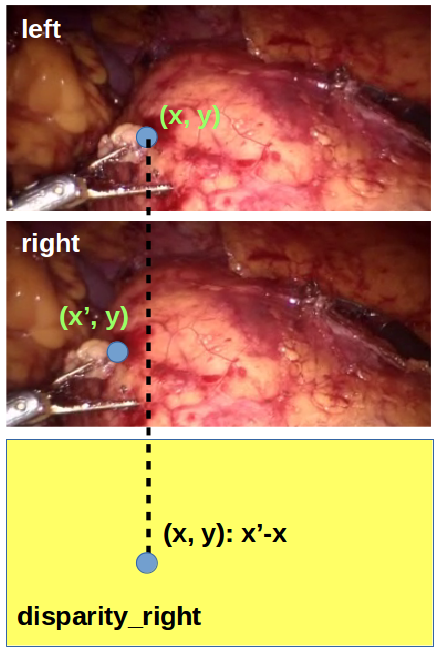 left
(x, y)
right
(x’, y)
(x, y): x’-x
disparity_right